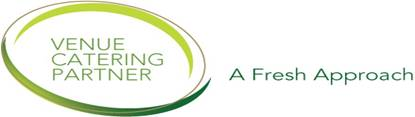 VENUE
CATERING
PARTNER
A Fresh Approach